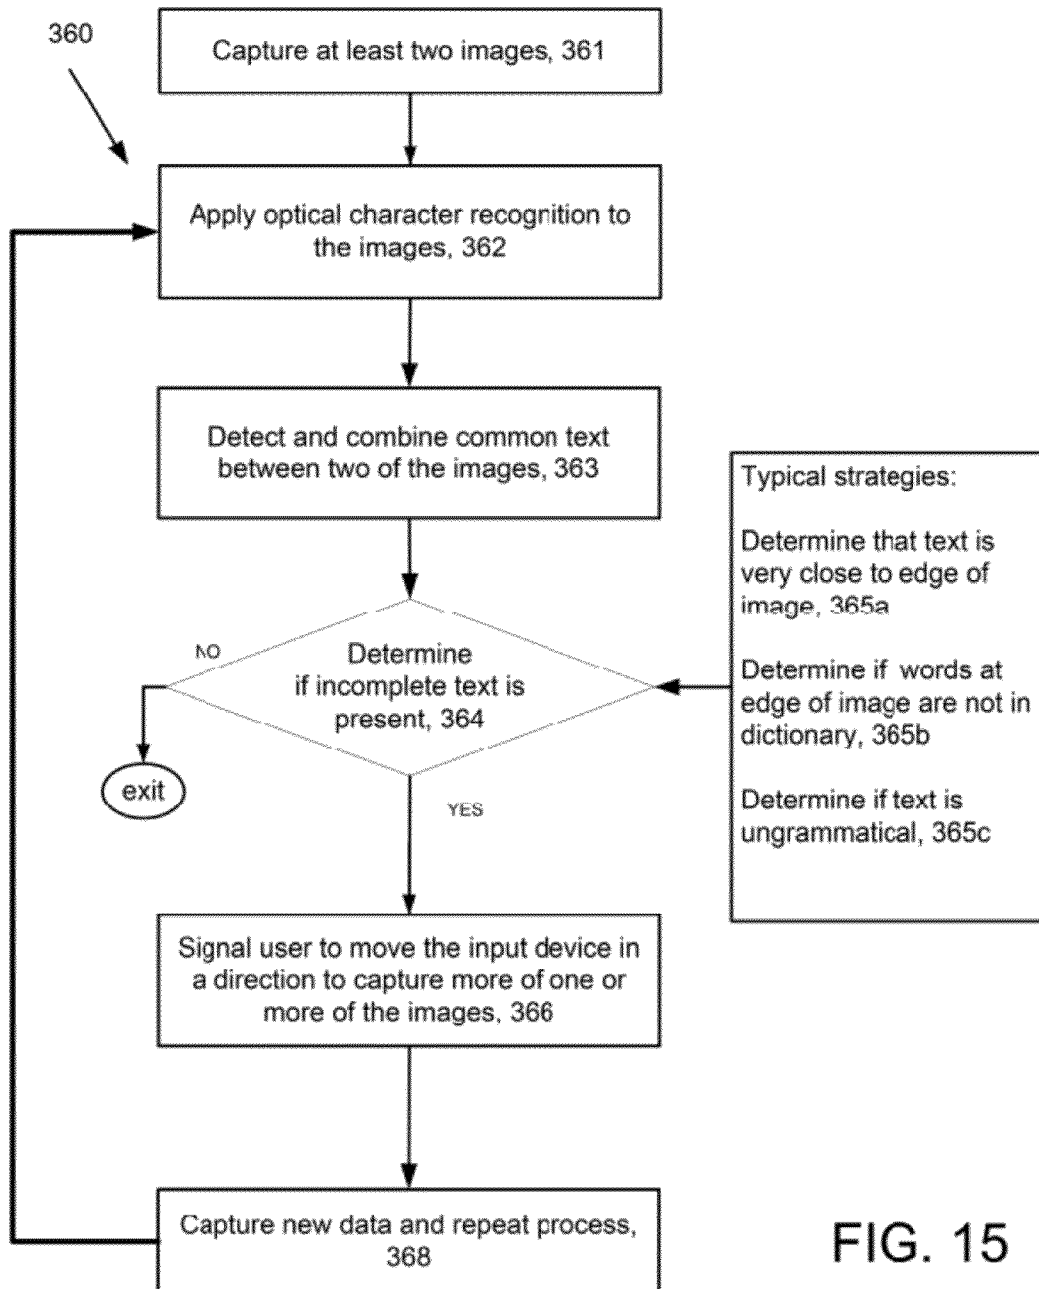 360
Capture at least two images, 361
Apply optical character recognition to
the images, 362
Detect and combine common text
between two of the images, 363
Typical strategies:
Determine that text is
very close to edge of
image, 365a
Determine if words at
edge of image are not in
dictionary, 365b
Determine if text is
ungrammatical, 365c
NO
Determine
if incomplete text is
present, 364
exit
YES
Signal user to move the input device in
a direction to capture more of one or
more of the images, 366
Capture new data and repeat process,
368
FIG. 15